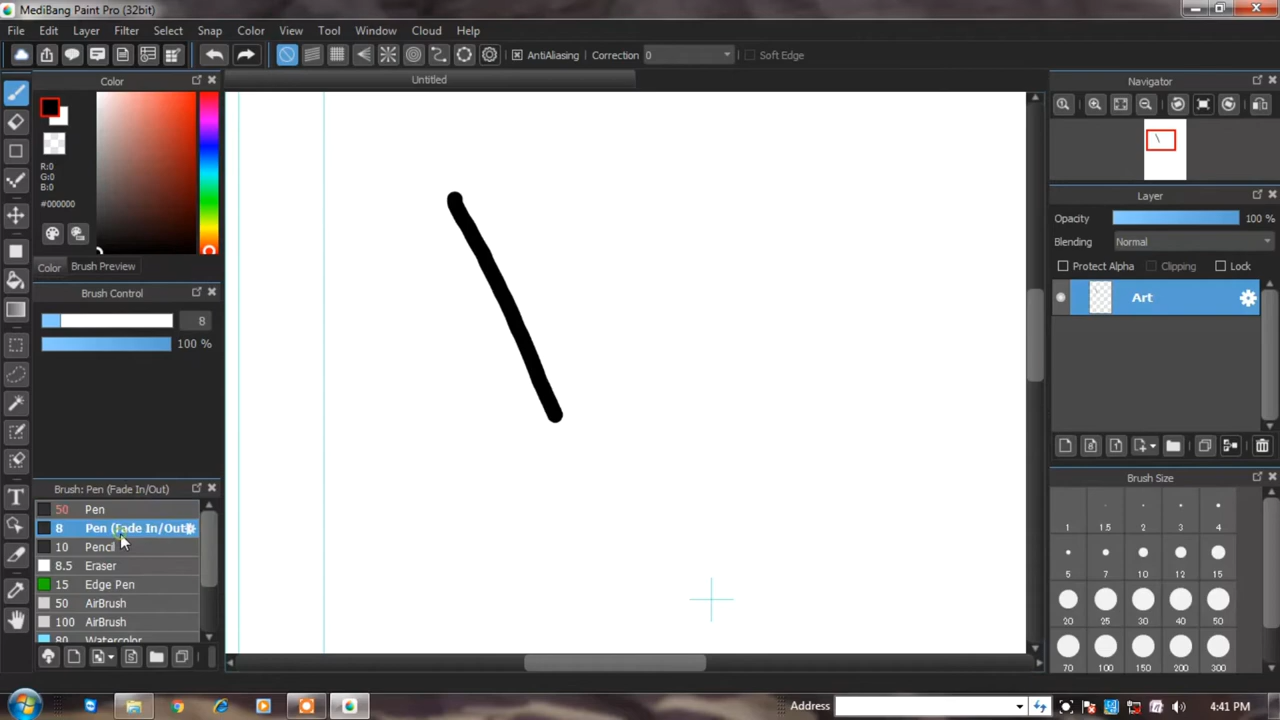 MediBang Paint Pro (32bit)
File Edit Layer Filter Select Snap Color View Tool Window Cloud Help
AntiAliasing Correction 0 Soft Edge
Color
Untitled
Navigator
R:0
G:0
B:0
#000000
Color Brush Preview
Brush Control
8
100 %
Layer
Opacity 100 %
Blending Normal
Protect Alpha Clipping Lock
Art
Brush: Pen (Fade In/Out)
50 Pen
8 Pen (Fade In/Out
10 Pencil
8.5 Eraser
15 Edge Pen
50 AirBrush
100 AirBrush
80 Watercolor
Brush Size
1 1.5 2 3 4
5 7 10 12 15
20 25 30 40 50
70 100 150 200 300
Address
4:41 PM